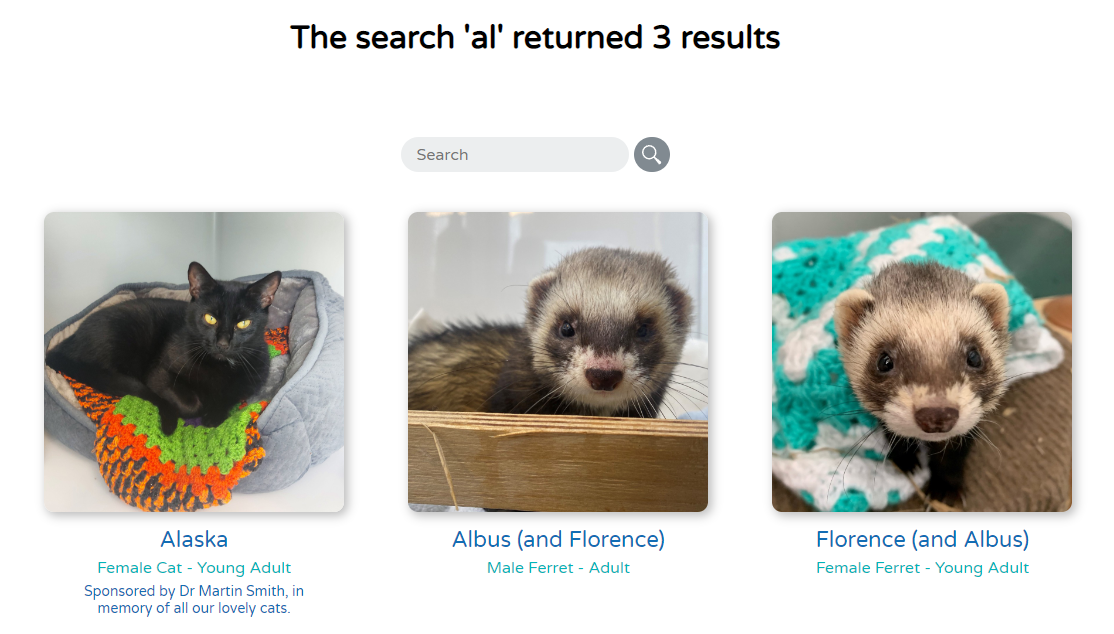 The search 'al' returned 3 results
Search
Alaska
Female Cat - Young Adult
Sponsored by Dr Martin Smith, in
memory of all our lovely cats.
Albus (and Florence)
Male Ferret - Adult
Florence (and Albus)
Female Ferret - Young Adult